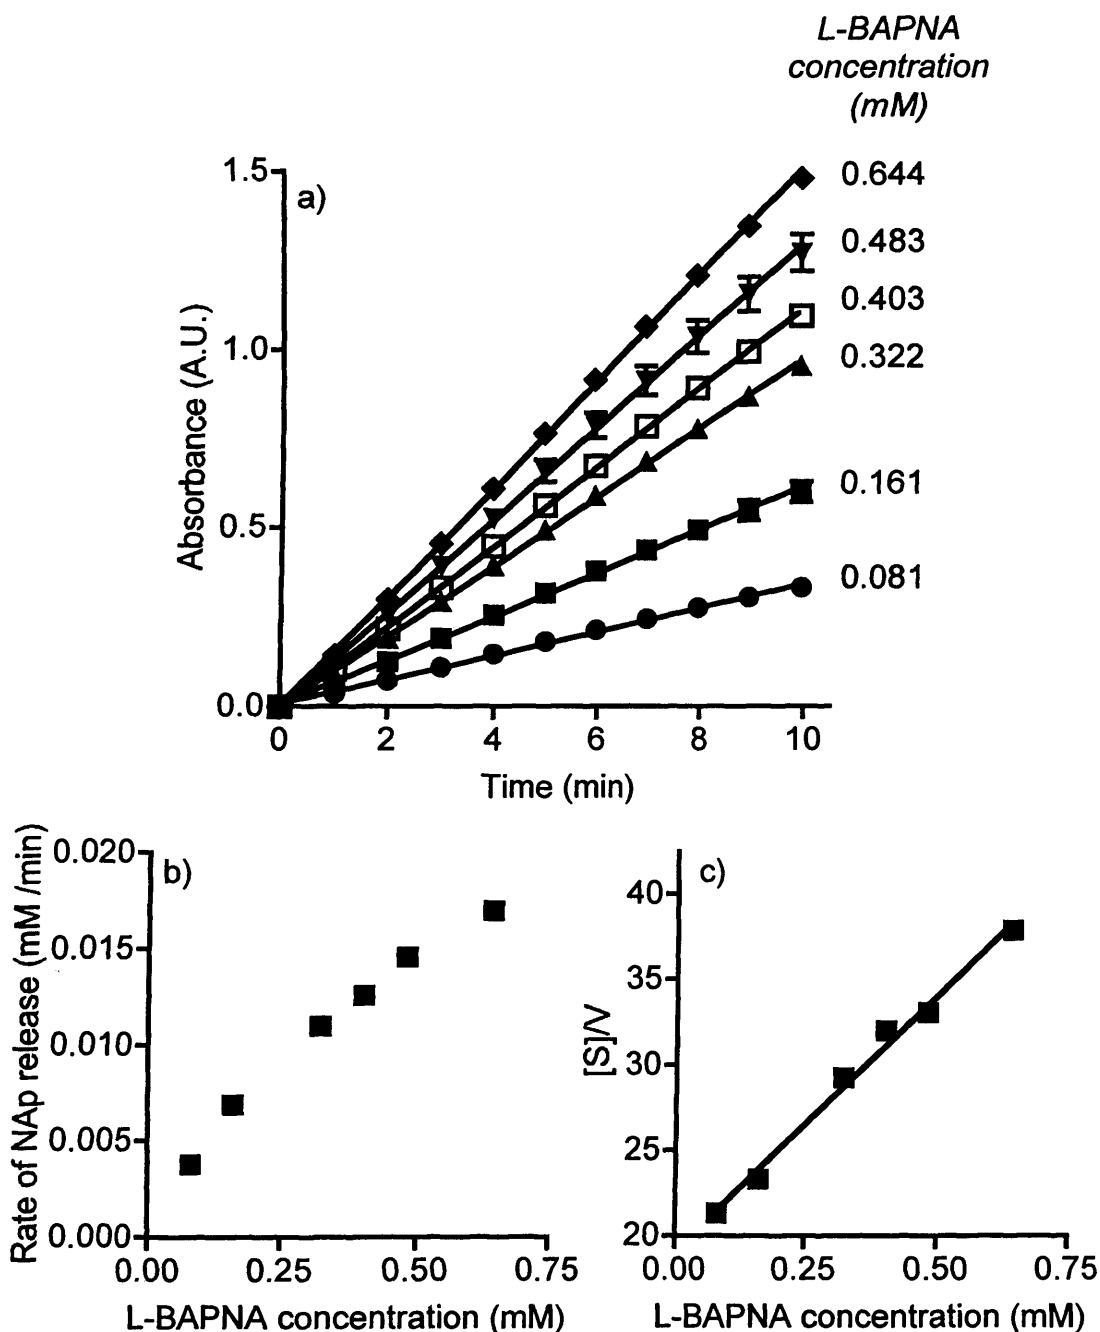 L-BAPNA
concentration
(mM)
1.5
a)
0.644
0.483
0.403
1.0
0.322
Absorbance (A.U.)
0.161
0.5
0.081
0.0
0 2 4 6 8 10
Time (min)
0.020
b)
0.015
0.010
0.005
0.000
Rate of NAp release (mM /min)
0.00 0.25 0.50 0.75
L-BAPNA concentration (mM)
c)
40
35
30
25
20
[S]/V
0.00 0.25 0.50 0.75
L-BAPNA concentration (mM)